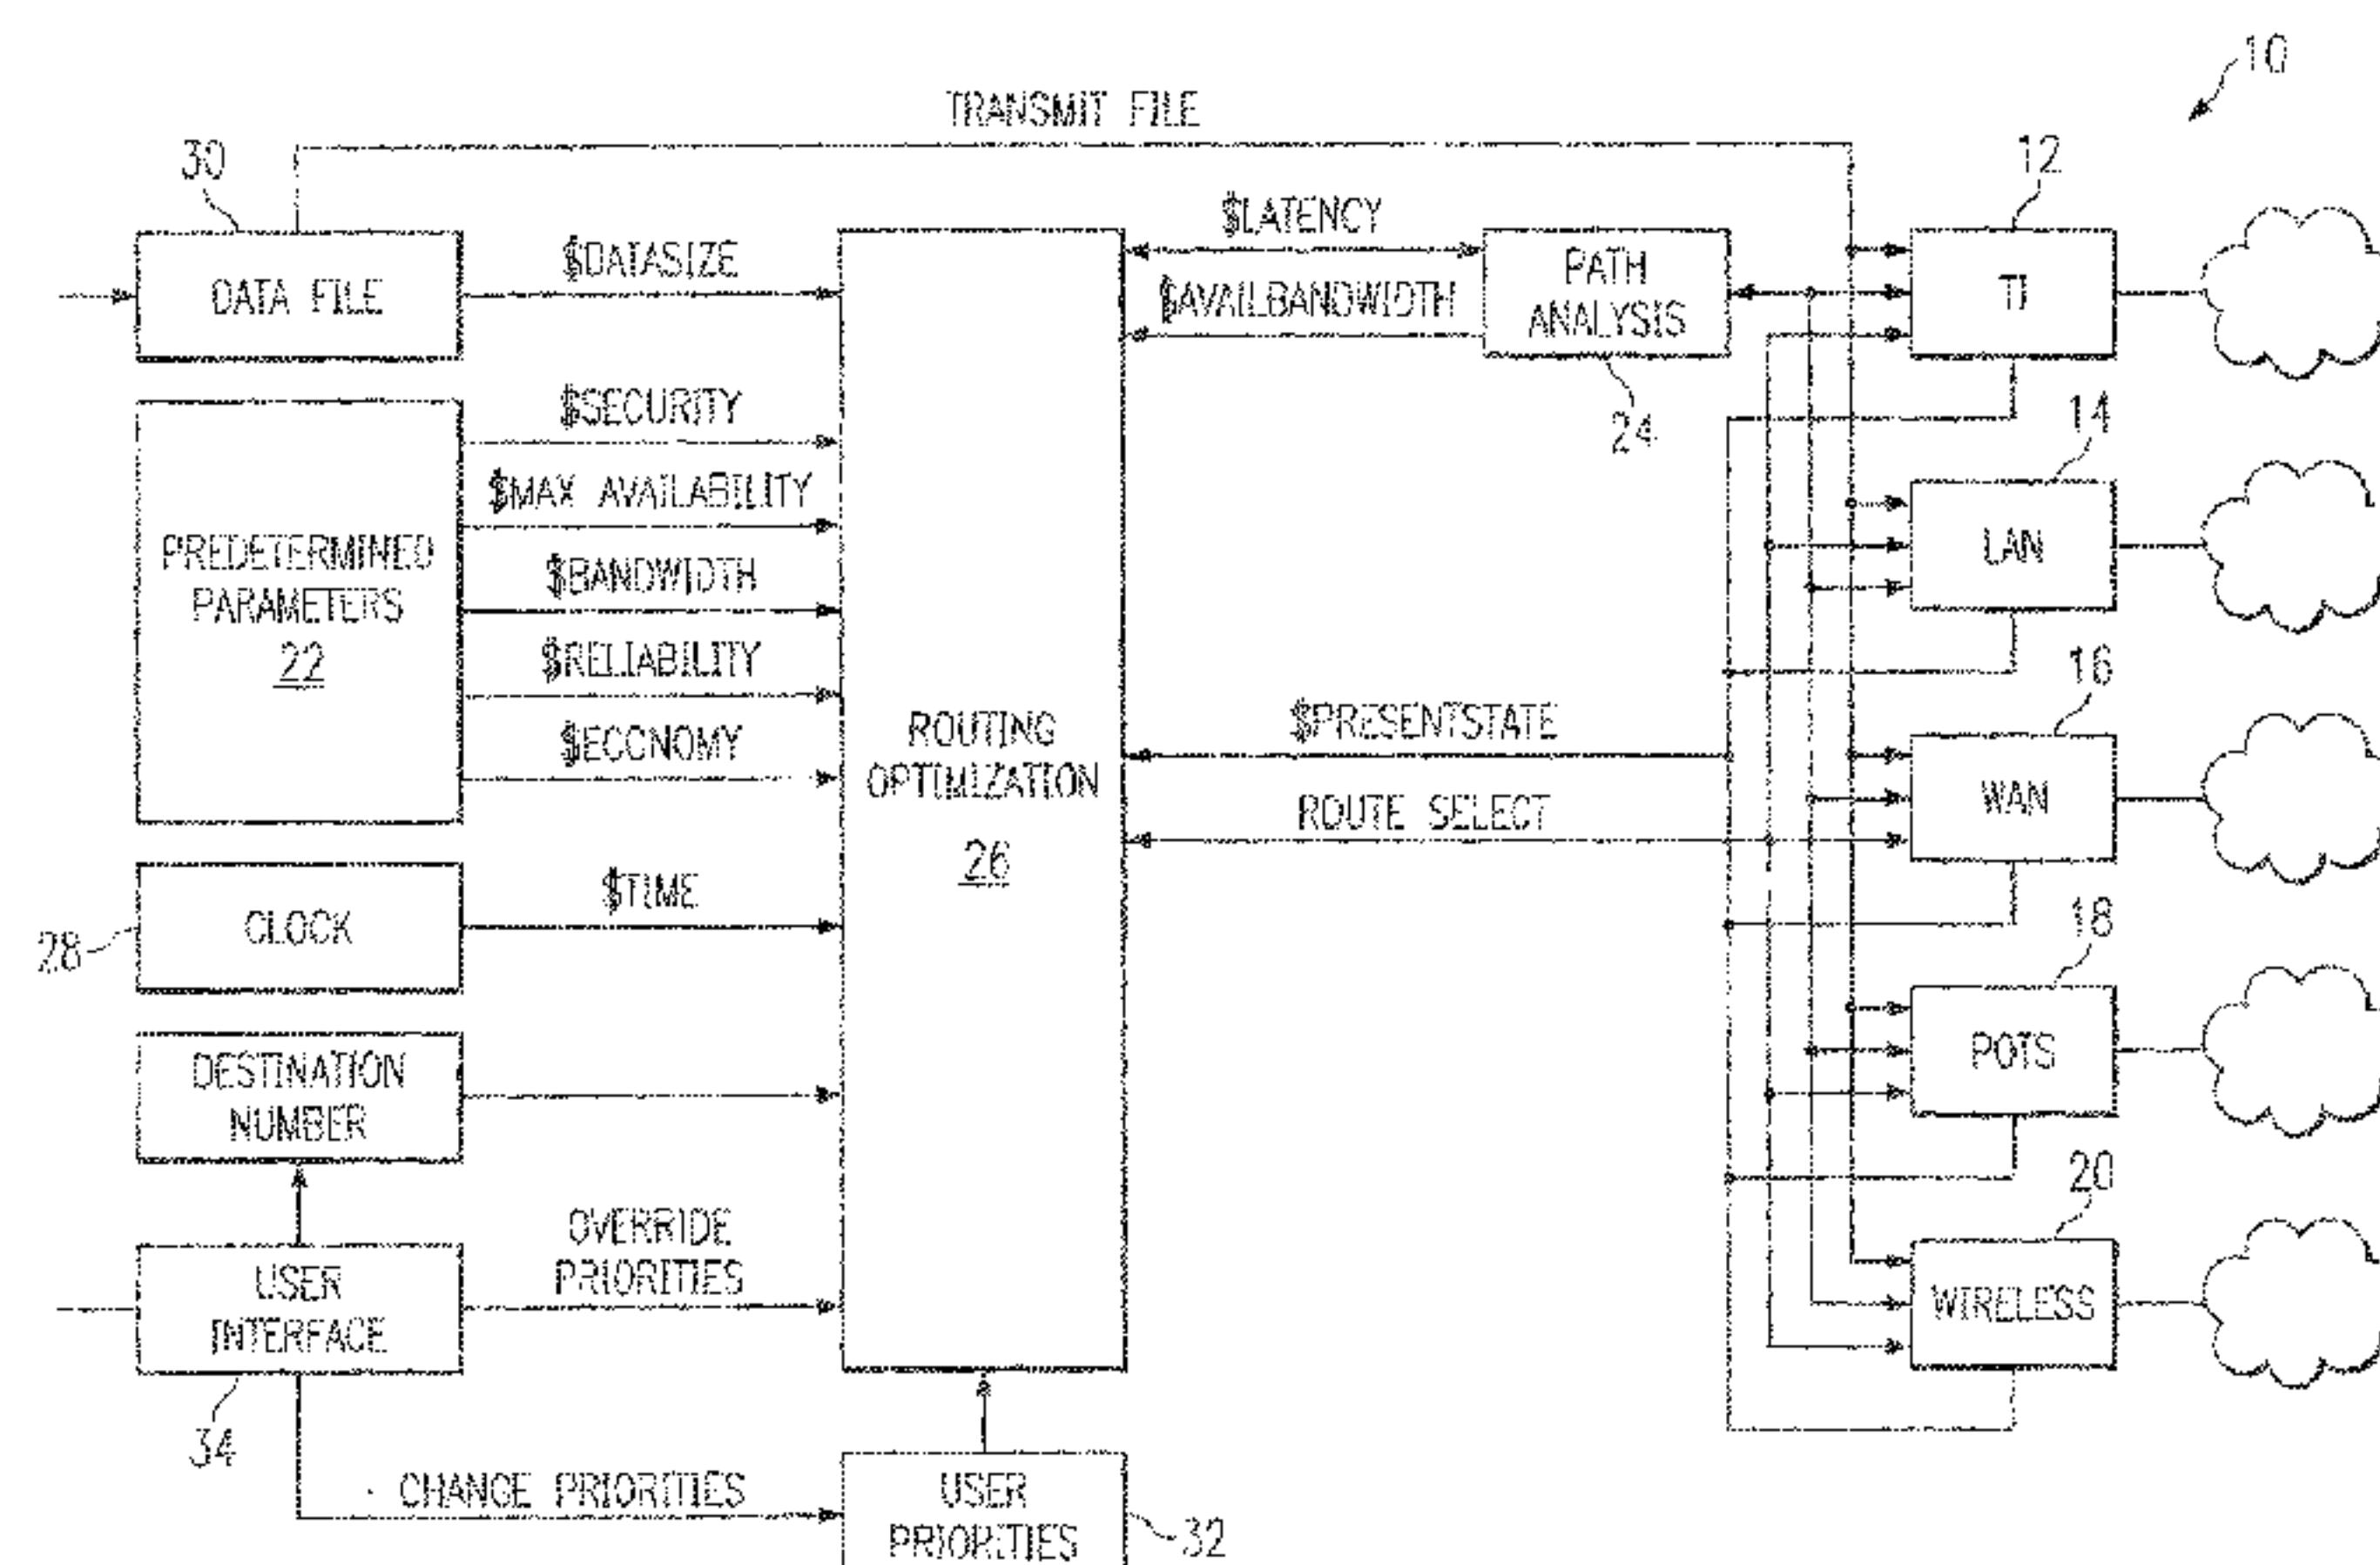 10
TRANSMIT FILE
30
12
$LATENCY
$DATASIZE
DATA FILE
$AVAILBANDWIDTH
PATH
ANALYSIS
T1
24
14
$SECURITY
$MAX AVAILABILITY
LAN
PREDETERMINED
PARAMETERS
22
$BANDWIDTH
$RELIABILITY
16
$ECONOMY
ROUTING
OPTIMIZATION
26
$PRESENTSTATE
WAN
ROUTE SELECT
$TIME
CLOCK
28
18
DESTINATION
NUMBER
POTS
20
OVERRIDE
PRIORITIES
USER
INTERFACE
WIRELESS
34
CHANGE PRIORITIES
USER
PRIORITIES
32